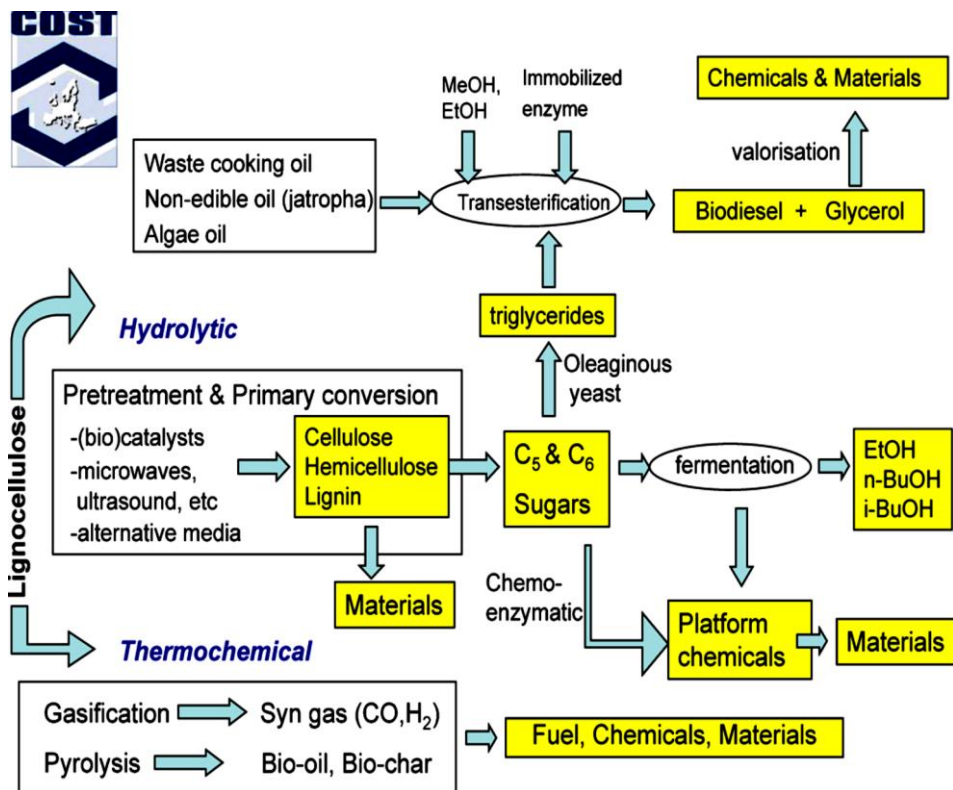 COST
MeOH,
EtOH
Immobilized
enzyme
Chemicals & Materials
valorisation
Waste cooking oil
Non-edible oil (jatropha)
Algae oil
Transesterification
Biodiesel + Glycerol
triglycerides
Hydrolytic
Oleaginous
yeast
Lignocellulose
Pretreatment & Primary conversion
-(bio)catalysts
-microwaves,
ultrasound, etc
-alternative media
Cellulose
Hemicellulose
Lignin
C₅ & C₆
Sugars
fermentation
EtOH
n-BuOH
i-BuOH
Materials
Chemo-
enzymatic
Platform
chemicals
Materials
Thermochemical
Gasification
Syn gas (CO,H₂)
Pyrolysis
Bio-oil, Bio-char
Fuel, Chemicals, Materials